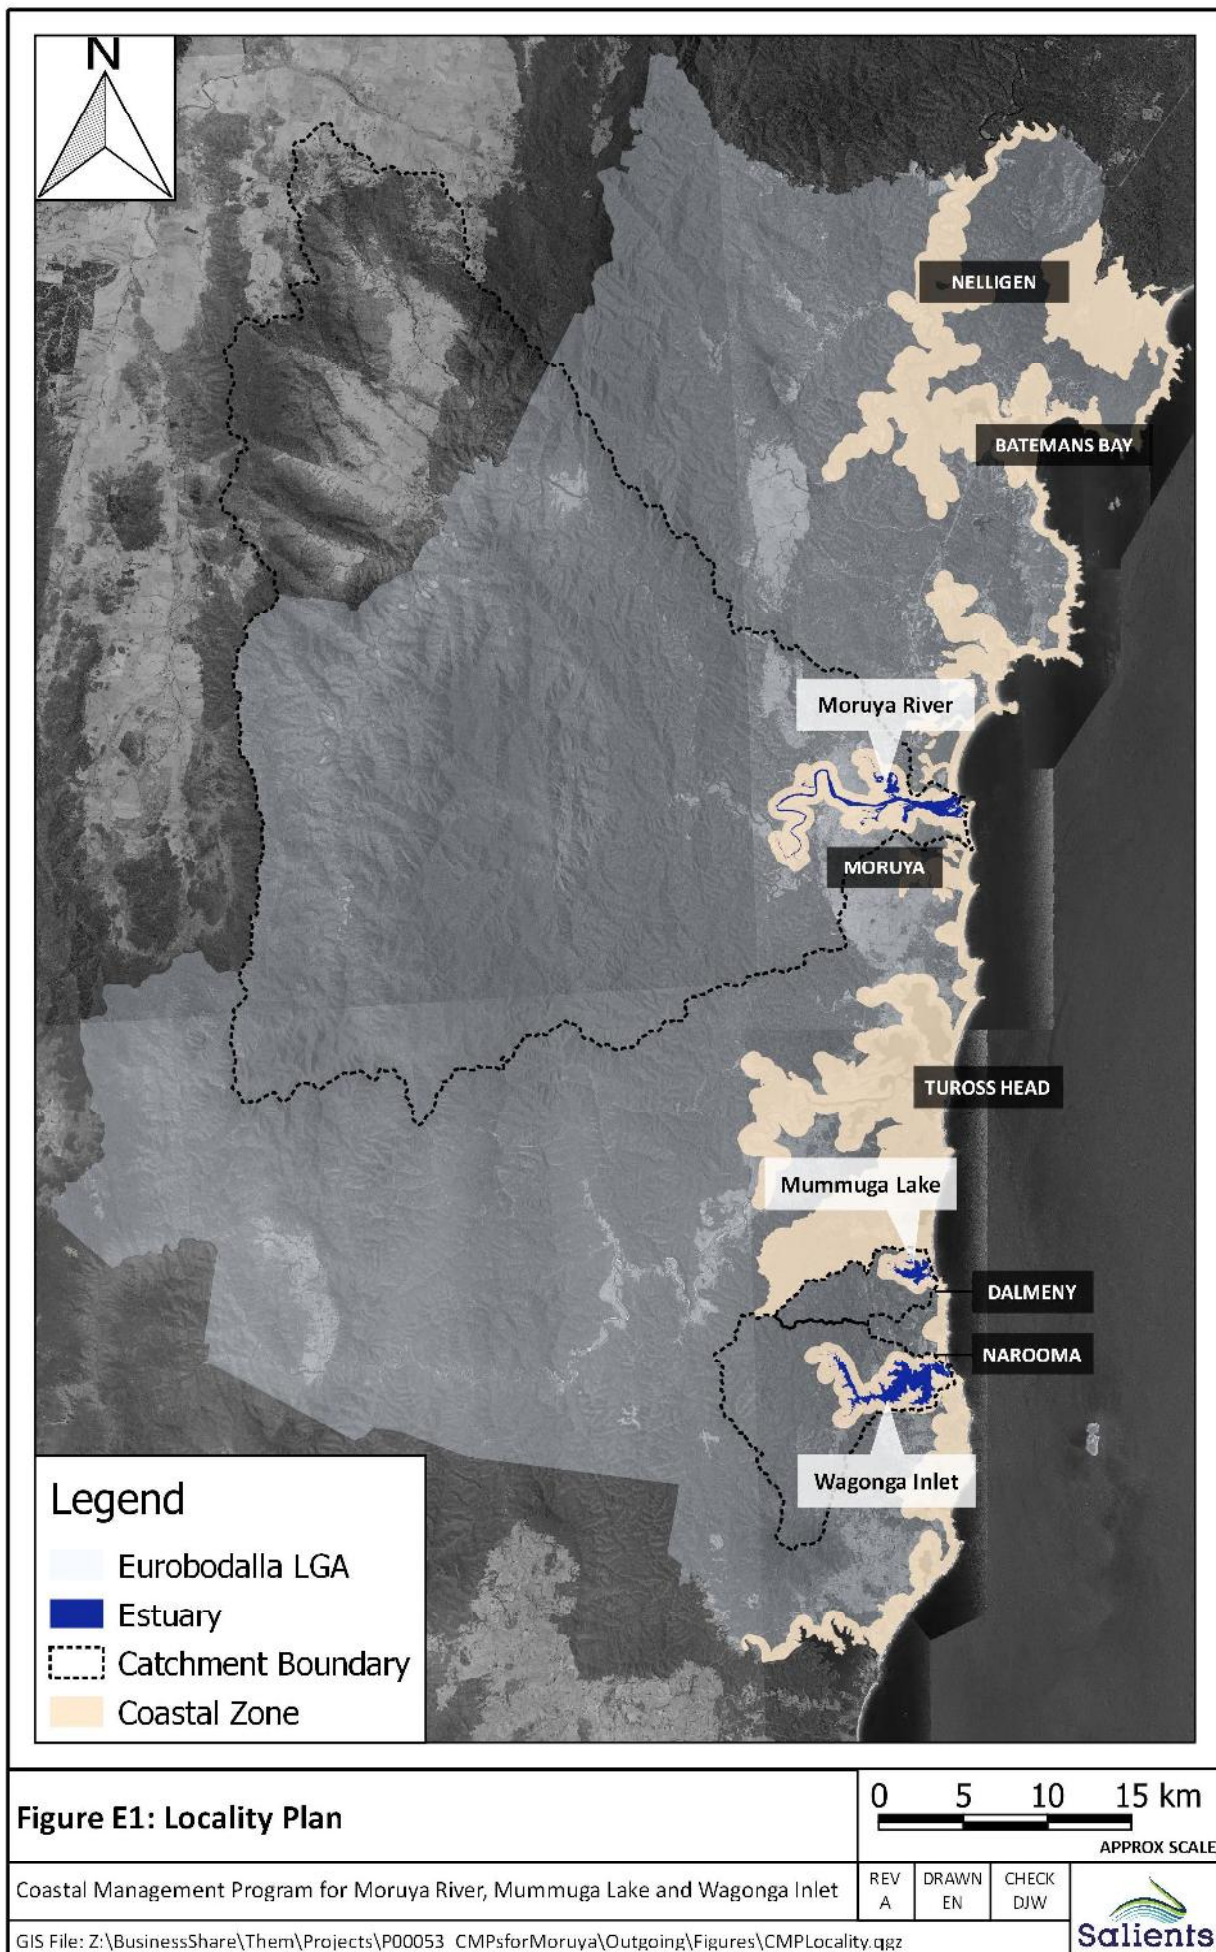 N
NELLIGEN
BATEMANS BAY
Moruya River
MORUYA
TUROSS HEAD
Mummuga Lake
DALMENY
NAROOMA
Wagonga Inlet
Legend
Eurobodalla LGA
Estuary
Catchment Boundary
Coastal Zone
Figure E1: Locality Plan
0 5 10 15 km
APPROX SCALE
Coastal Management Program for Moruya River, Mummuga Lake and Wagonga Inlet
REV
A
DRAWN
EN
CHECK
DJW
Salients
GIS File: Z:\BusinessShare\Them\Projects\P00053_CMPsforMoruya\Outgoing\Figures\CMPLocality.qgz